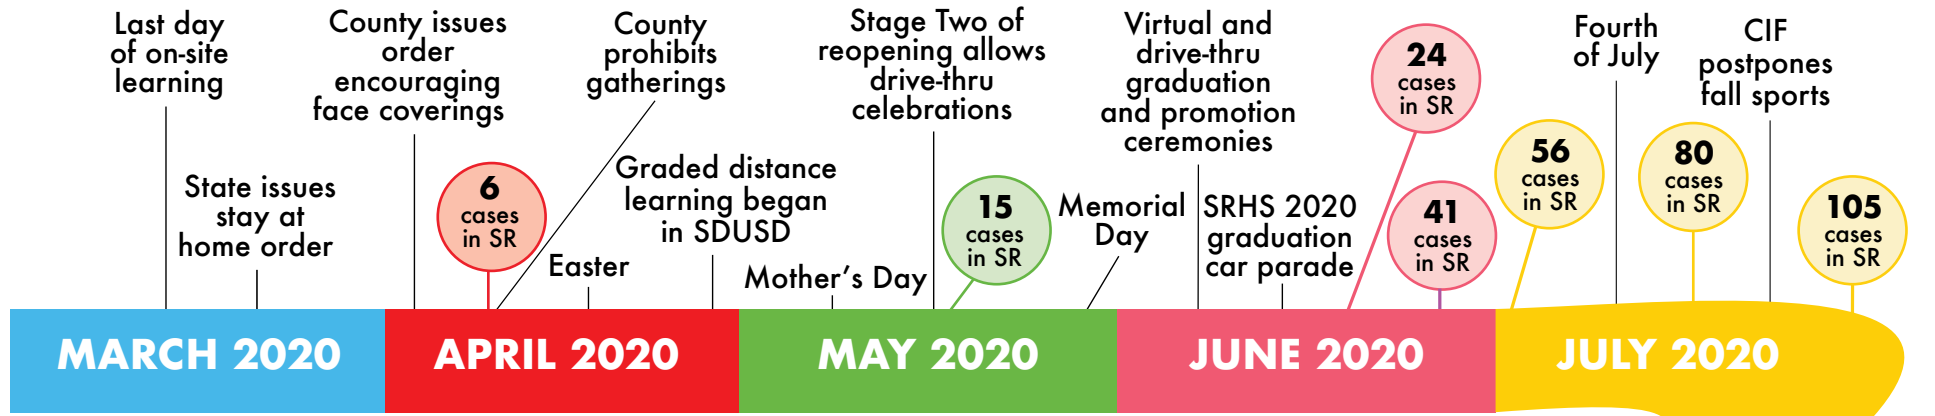 Last day
of on-site
learning
State issues
stay at
home order
County issues
order
encouraging
face coverings
6
cases
in SR
County
prohibits
gatherings
Easter
Graded distance
learning began
in SDUSD
Mother's Day
Stage Two of
reopening allows
drive-thru
celebrations
15
cases
in SR
Memorial
Day
Virtual and
drive-thru
graduation
and promotion
ceremonies
SRHS 2020
graduation
car parade
24
cases
in SR
41
cases
in SR
56
cases
in SR
Fourth
of July
80
cases
in SR
CIF
postpones
fall sports
105
cases
in SR
MARCH 2020
APRIL 2020
MAY 2020
JUNE 2020
JULY 2020